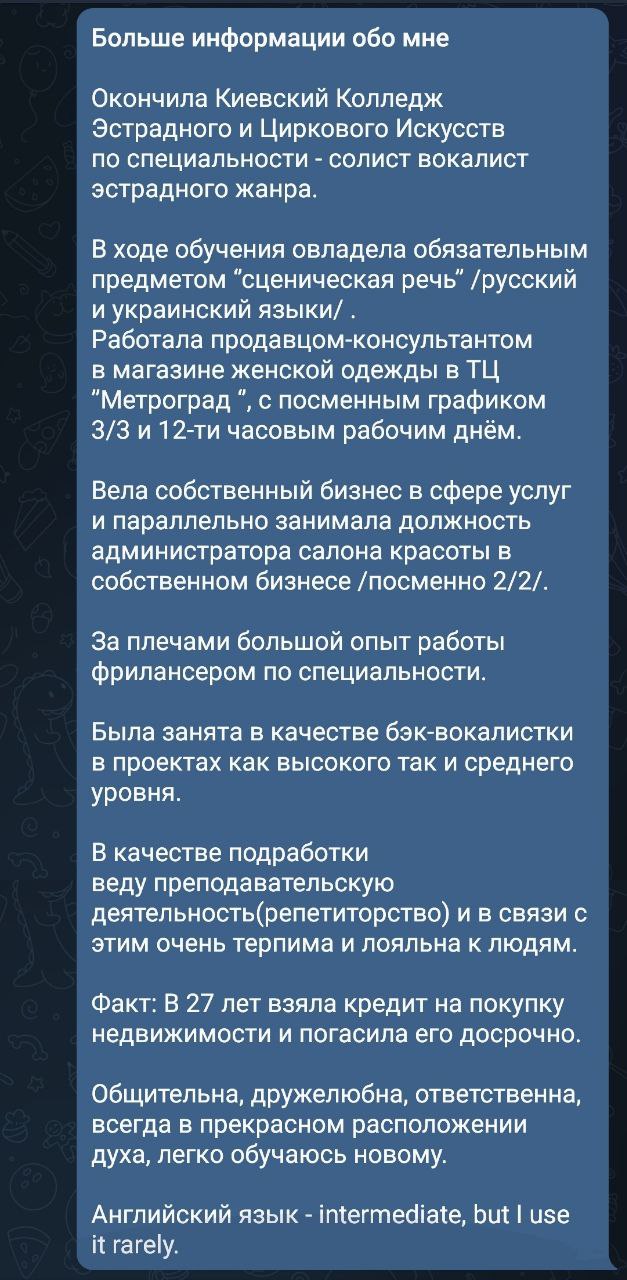 Больше информации обо мне
Окончила Киевский Колледж
Эстрадного и Циркового Искусств
по специальности - солист вокалист
эстрадного жанра.
В ходе обучения овладела обязательным
предметом “сценическая речь” /русский
и украинский языки/ .
Работала продавцом-консультантом
в магазине женской одежды в ТЦ
”Метроград “, с посменным графиком
3/3 и 12-ти часовым рабочим днём.
Вела собственный бизнес в сфере услуг
и параллельно занимала должность
администратора салона красоты в
собственном бизнесе /посменно 2/2/.
За плечами большой опыт работы
фрилансером по специальности.
Была занята в качестве бэк-вокалистки
в проектах как высокого так и среднего
уровня.
В качестве подработки
веду преподавательскую
деятельность(репетиторство) и в связи с
этим очень терпима и лояльна к людям.
Факт: В 27 лет взяла кредит на покупку
недвижимости и погасила его досрочно.
Общительна, дружелюбна, ответственна,
всегда в прекрасном расположении
духа, легко обучаюсь новому.
Английский язык - intermediate, but I use
it rarely.